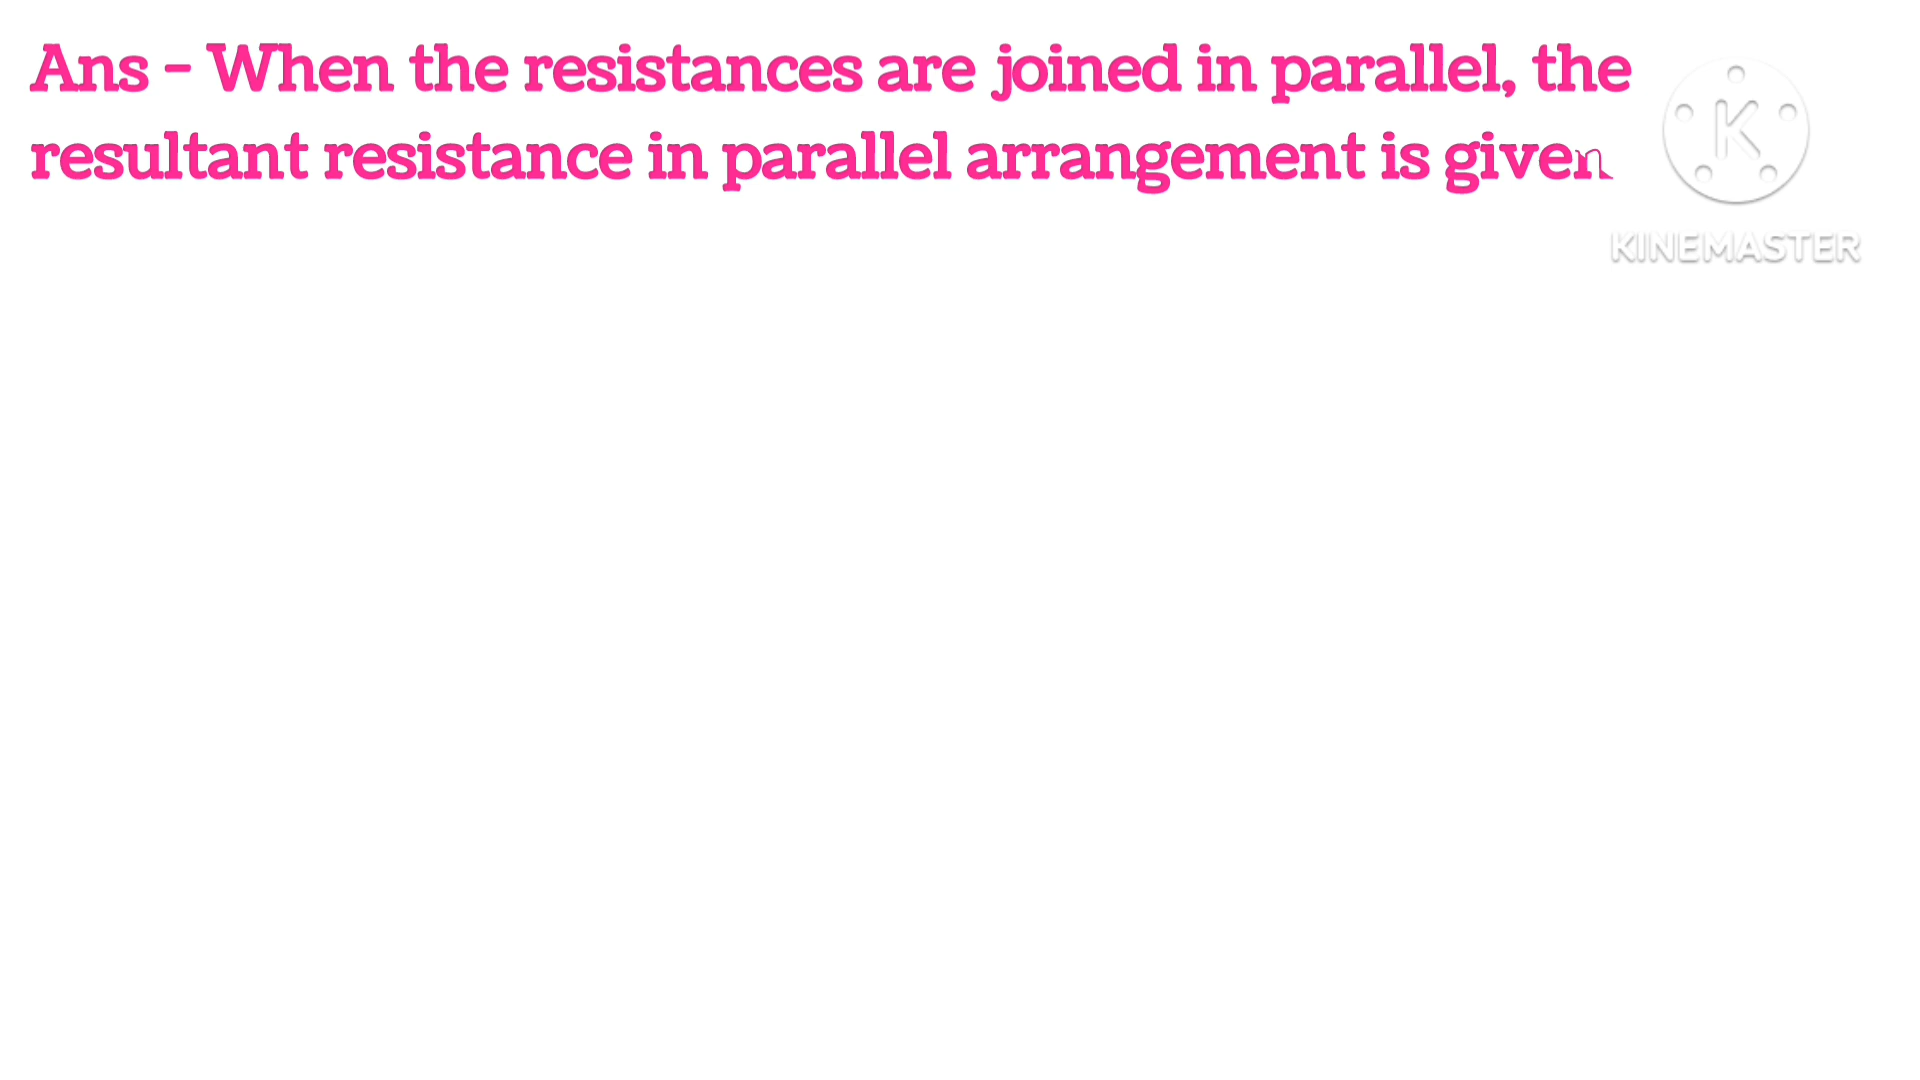 Ans - When the resistances are joined in parallel, the
resultant resistance in parallel arrangement is given
K
KINEMASTER